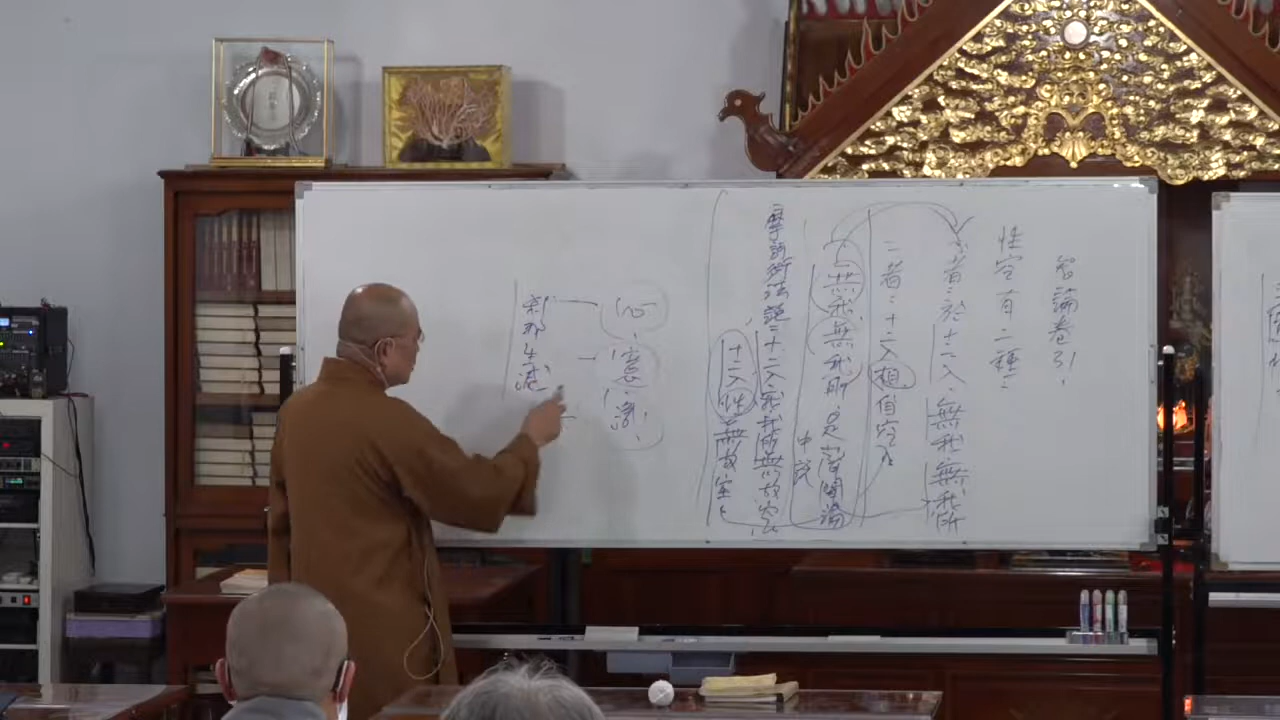 智論卷31、
性空有二種：
一者：於十二入、無我、無我所
二者：十二入相自空
無我、無我所、是聲聞論
中說
摩訶衍法說：十二入我我所無故空
十二入性無故空、
心、意、識、
剎那生滅